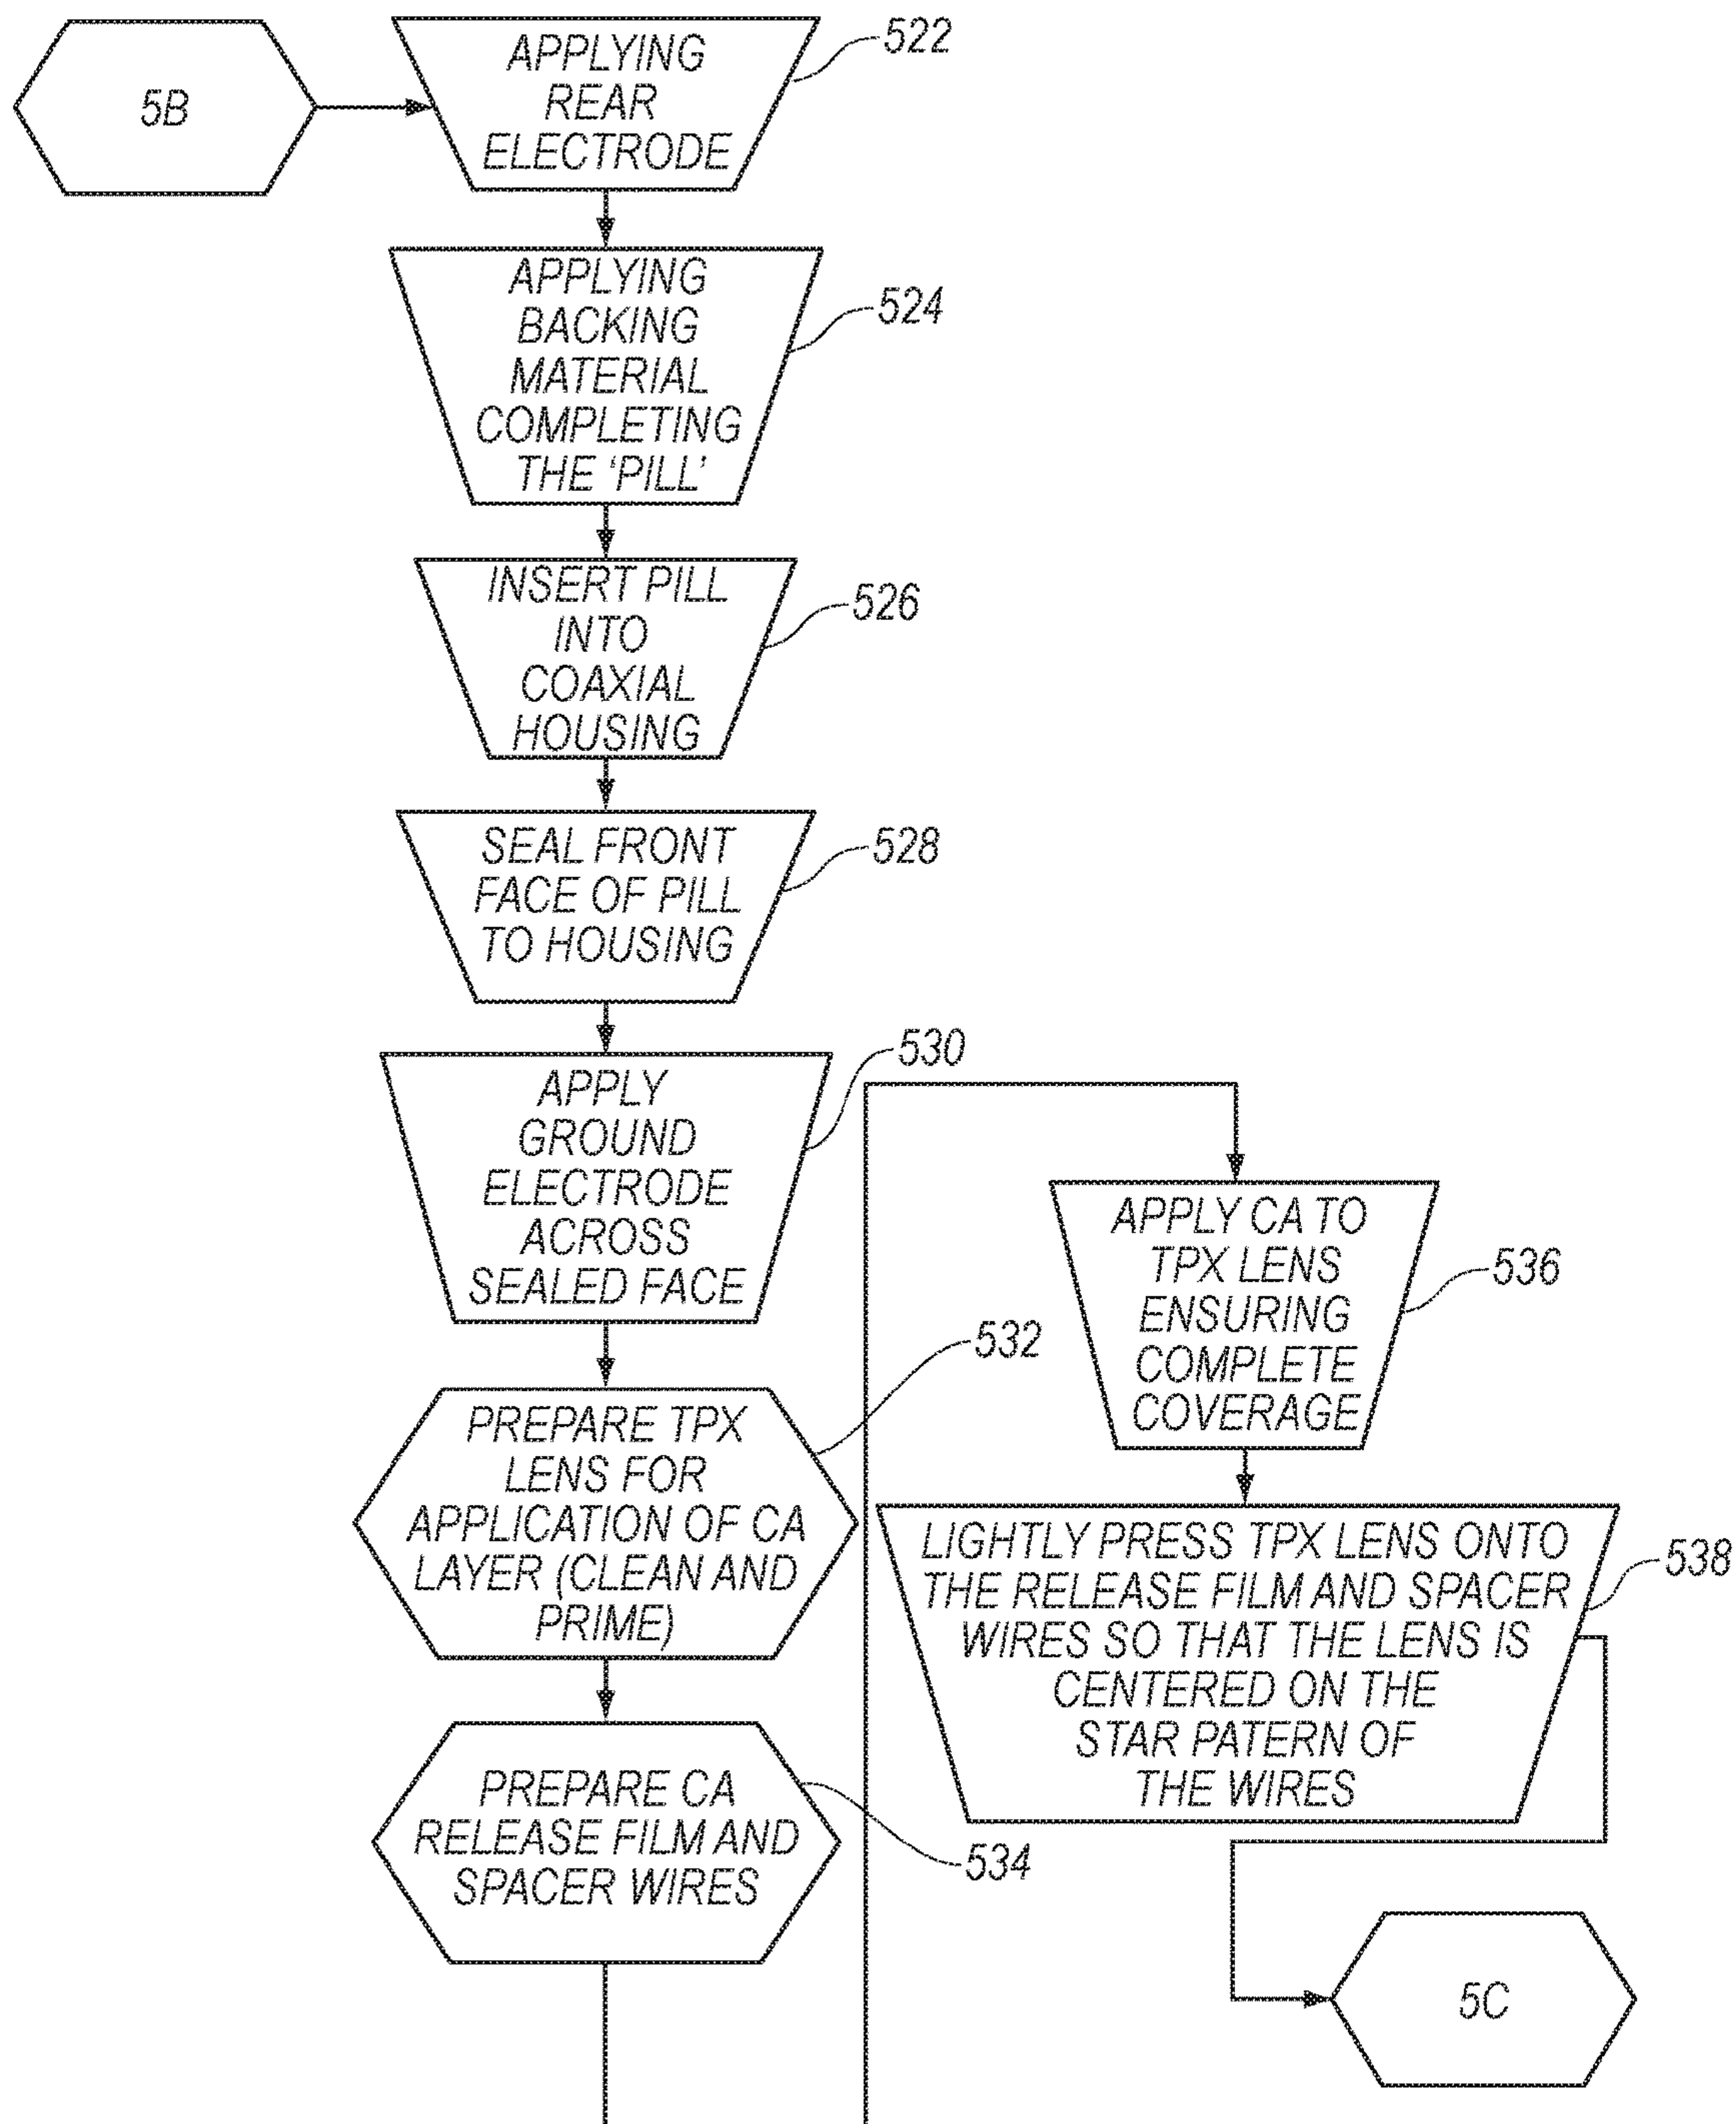 5B
APPLYING
REAR
ELECTRODE
522
APPLYING
BACKING
MATERIAL
COMPLETING
THE ‘PILL’
524
INSERT PILL
INTO
COAXIAL
HOUSING
526
SEAL FRONT
FACE OF PILL
TO HOUSING
528
APPLY
GROUND
ELECTRODE
ACROSS
SEALED FACE
530
PREPARE TPX
LENS FOR
APPLICATION OF CA
LAYER (CLEAN AND
PRIME)
532
PREPARE CA
RELEASE FILM AND
SPACER WIRES
534
APPLY CA TO
TPX LENS
ENSURING
COMPLETE
COVERAGE
536
LIGHTLY PRESS TPX LENS ONTO
THE RELEASE FILM AND SPACER
WIRES SO THAT THE LENS IS
CENTERED ON THE
STAR PATERN OF
THE WIRES
538
5C